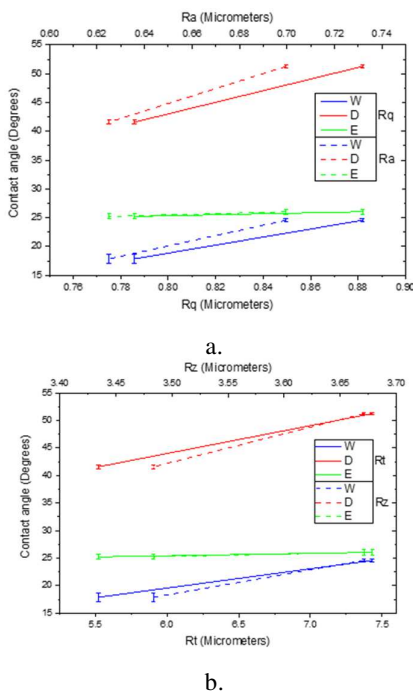 Ra (Micrometers)
0.60 0.62 0.64 0.66 0.68 0.70 0.72 0.74
55
50
45
40
35
30
25
20
15
Contact angle (Degrees)
W
D Rq
E
W
D Ra
E
0.76 0.78 0.80 0.82 0.84 0.86 0.88 0.90
Rq (Micrometers)
a.
Rz (Micrometers)
3.40 3.45 3.50 3.55 3.60 3.65 3.70
55
50
45
40
35
30
25
20
15
Contact angle (Degrees)
W
D Rt
E
W
D Rz
E
5.5 6.0 6.5 7.0 7.5
Rt (Micrometers)
b.